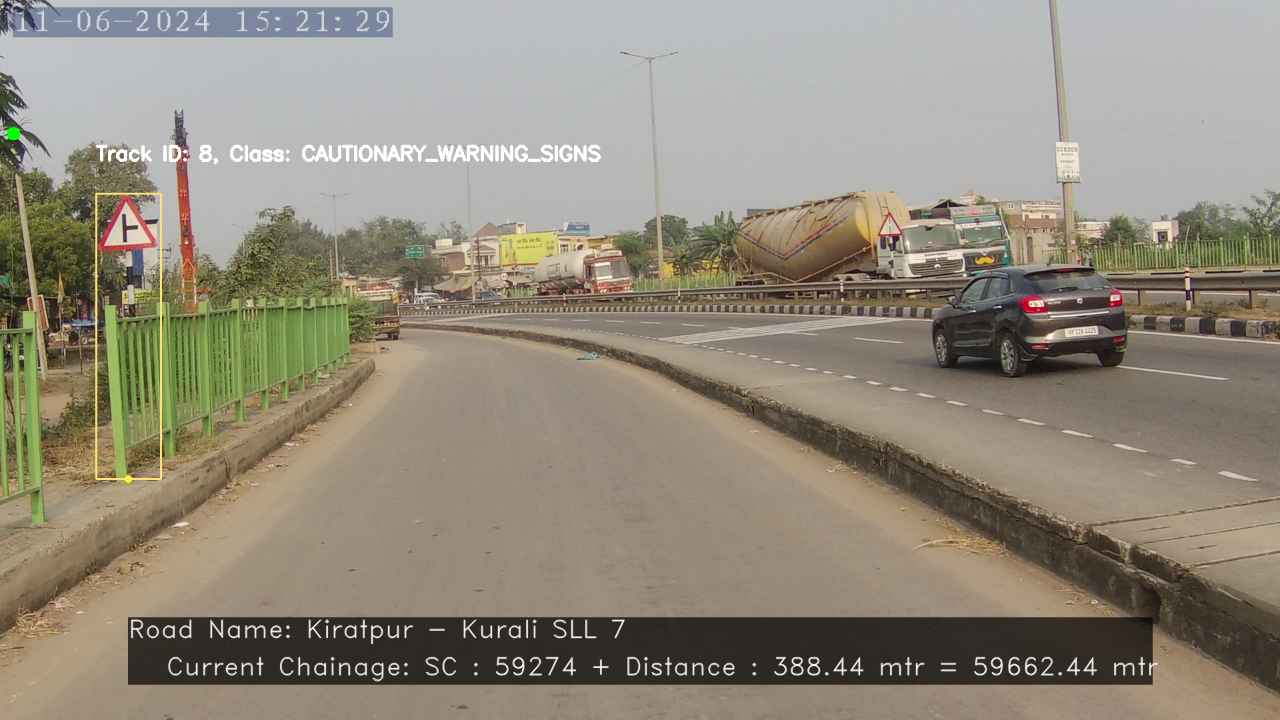 11-06-2024 15:21:29
Track ID: 8, Class: CAUTIONARY_WARNING_SIGNS
Road Name: Kiratpur - Kurali SLL 7
Current Chainage: SC : 59274 + Distance : 388.44 mtr = 59662.44 mtr